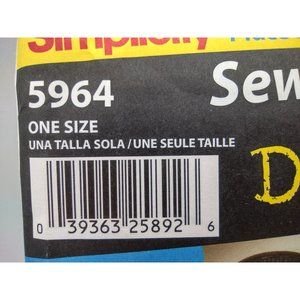 Simplicity
5964
Sew
ONE SIZE
UNA TALLA SOLA / UNE SEULE TAILLE
D
0 39363 25892 6